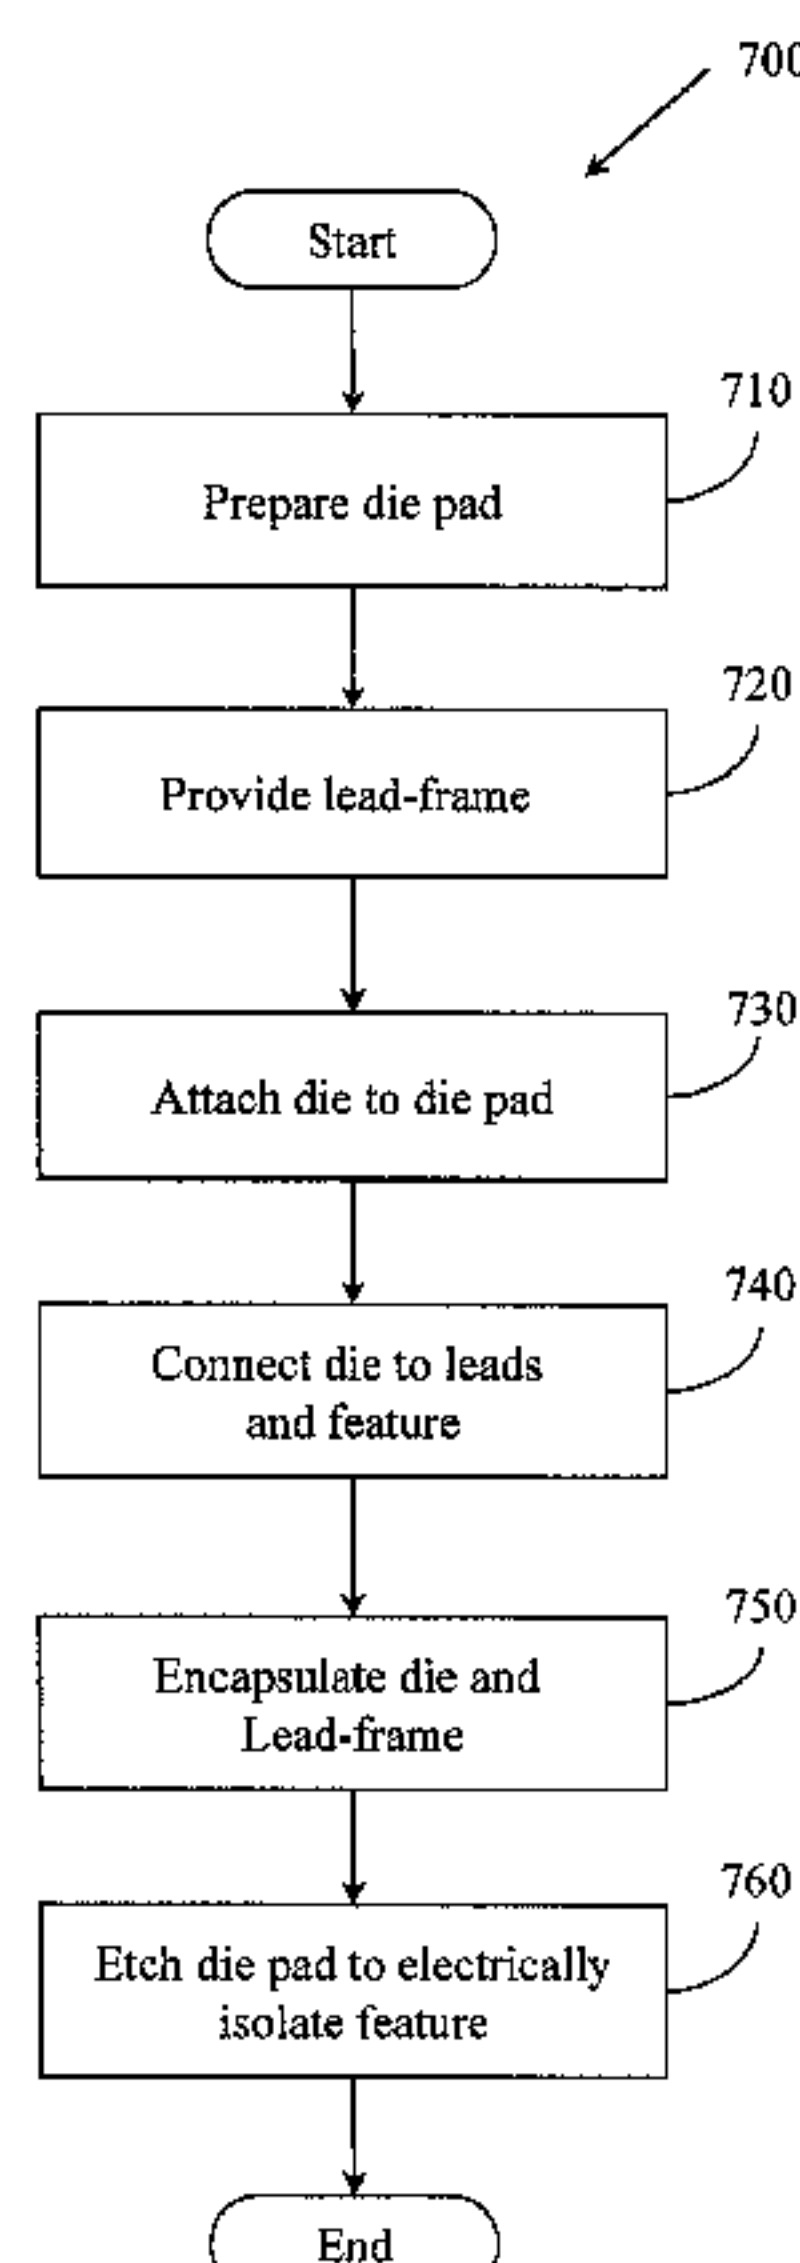 700
Start
710
Prepare die pad
720
Provide lead-frame
730
Attach die to die pad
740
Connect die to leads
and feature
750
Encapsulate die and
Lead-frame
760
Etch die pad to electrically
isolate feature
End